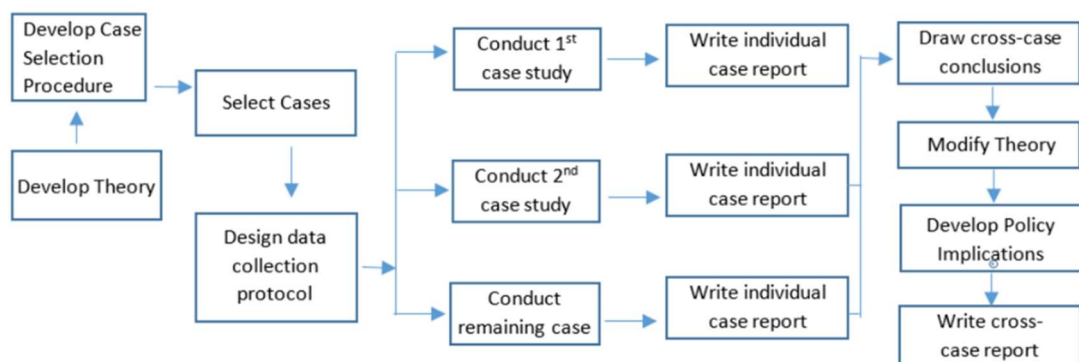 Develop Case
Selection
Procedure
Develop Theory
Select Cases
Design data
collection
protocol
Conduct 1st
case study
Write individual
case report
Conduct 2nd
case study
Write individual
case report
Conduct
remaining case
Write individual
case report
Draw cross-case
conclusions
Modify Theory
Develop Policy
Implications
Write cross-
case report